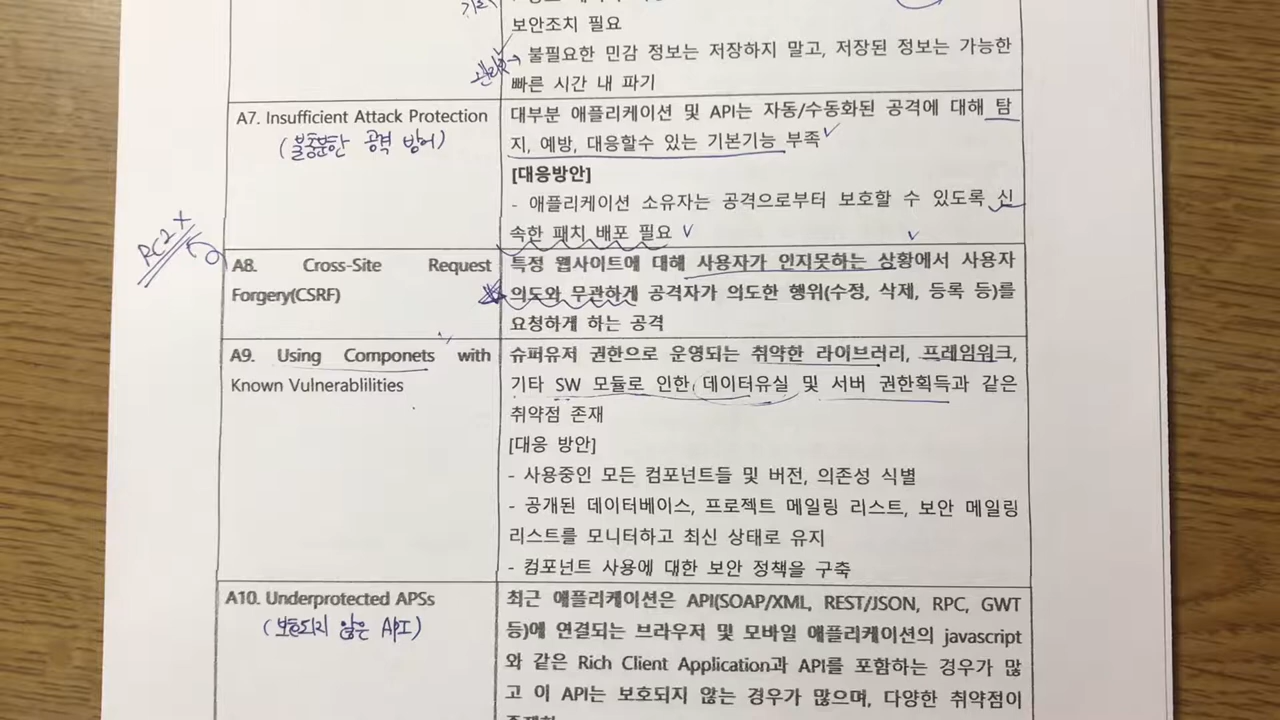 보안조치 필요
불필요한 민감 정보는 저장하지 말고, 저장된 정보는 가능한
빠른 시간 내 파기
A7. Insufficient Attack Protection
(불충분한 공격 방어)
대부분 애플리케이션 및 API는 자동/수동화된 공격에 대해 탐
지, 예방, 대응할수 있는 기본기능 부족
[대응방안]
- 애플리케이션 소유자는 공격으로부터 보호할 수 있도록 신
속한 패치 배포 필요
A8. Cross-Site Request
Forgery(CSRF)
특정 웹사이트에 대해 사용자가 인지못하는 상황에서 사용자
의도와 무관하게 공격자가 의도한 행위(수정, 삭제, 등록 등)를
요청하게 하는 공격
A9. Using Componets with
Known Vulnerablilities
슈퍼유저 권한으로 운영되는 취약한 라이브러리, 프레임워크,
기타 SW 모듈로 인한 데이터유실 및 서버 권한획득과 같은
취약점 존재
[대응 방안]
- 사용중인 모든 컴포넌트들 및 버전, 의존성 식별
- 공개된 데이터베이스, 프로젝트 메일링 리스트, 보안 메일링
리스트를 모니터하고 최신 상태로 유지
- 컴포넌트 사용에 대한 보안 정책을 구축
A10. Underprotected APSs
(보호되지 않은 API)
최근 애플리케이션은 API(SOAP/XML, REST/JSON, RPC, GWT
등)에 연결되는 브라우저 및 모바일 애플리케이션의 javascript
와 같은 Rich Client Application과 API를 포함하는 경우가 많
고 이 API는 보호되지 않는 경우가 많으며, 다양한 취약점이